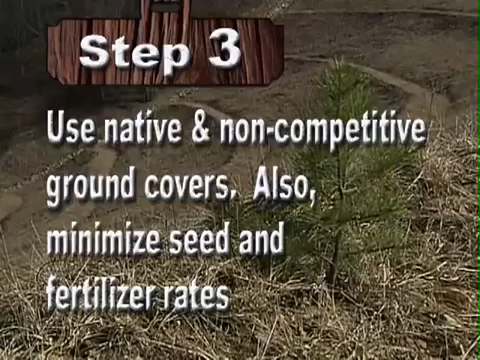 Step 3
Use native & non-competitive
ground covers. Also,
minimize seed and
fertilizer rates